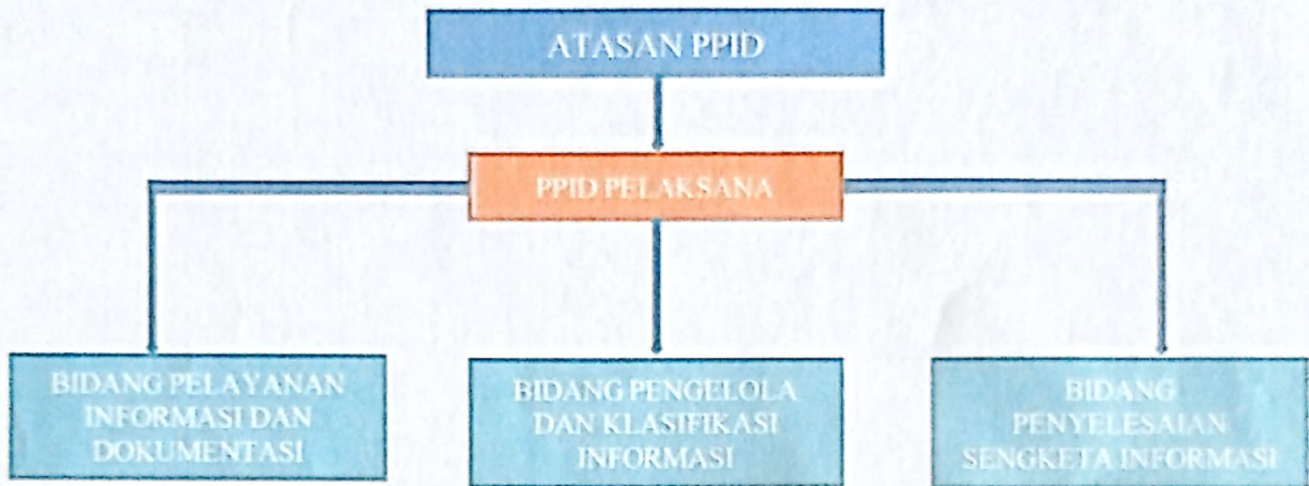 ATASAN PPID
PPID PELAKSANA
BIDANG PELAYANAN
INFORMASI DAN
DOKUMENTASI
BIDANG PENGELOLA
DAN KLASIFIKASI
INFORMASI
BIDANG
PENYELESAIAN
SENGKETA INFORMASI